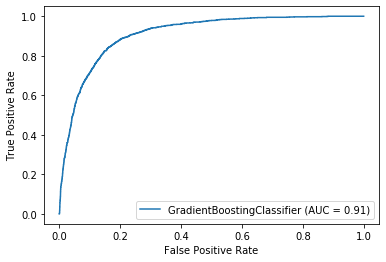 1.0
0.8
0.6
0.4
0.2
0.0
True Positive Rate
GradientBoostingClassifier (AUC = 0.91)
0.0 0.2 0.4 0.6 0.8 1.0
False Positive Rate